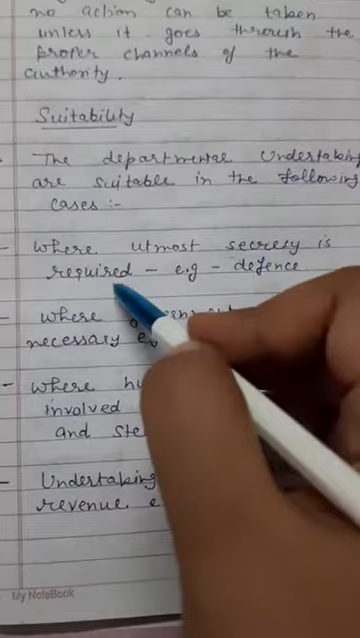 no action can be taken
unless it goes through the
proper channels of the
authority.
Suitability
The departmental Undertaking
are suitable in the following
cases :-
- Where utmost secresy is
required - e.g - defence
- Where
necessary
- Where
involved
and
- Undertaking
revenue
My NoteBook